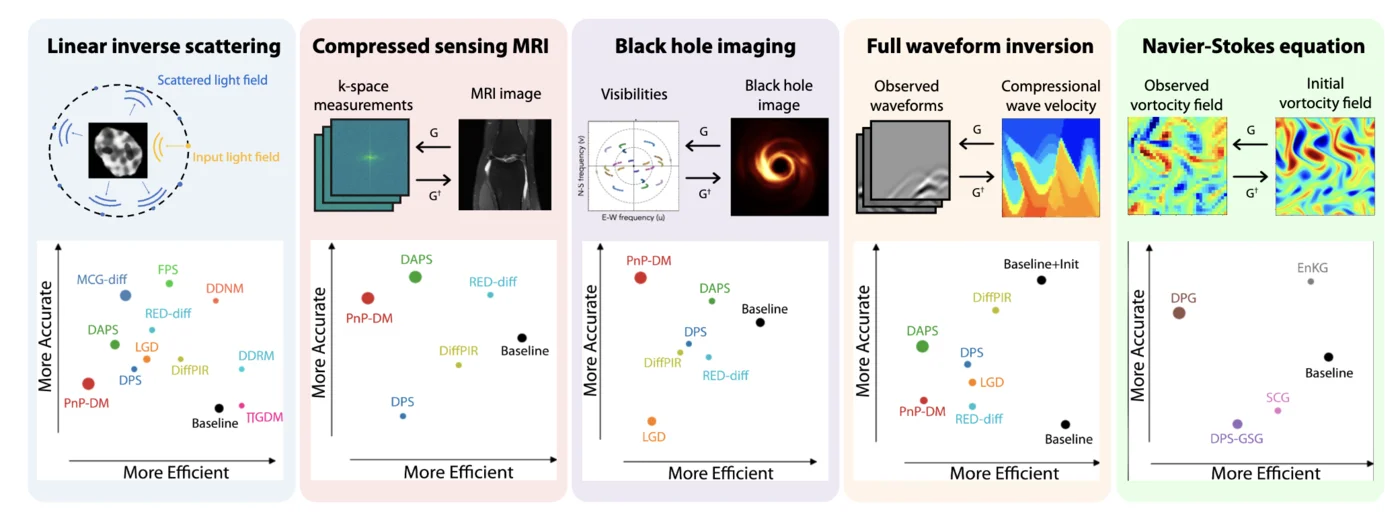 Linear inverse scattering
Scattered light field
Input light field
More Accurate
MCG-diff
FPS
DDNM
RED-diff
DAPS
LGD
DDRM
DiffPIR
DPS
PnP-DM
Baseline
ΠGDM
More Efficient
Compressed sensing MRI
k-space
measurements
MRI image
G
G†
More Accurate
DAPS
RED-diff
PnP-DM
Baseline
DiffPIR
DPS
More Efficient
Black hole imaging
Visibilities
Black hole
image
N-S frequency (v)
E-W frequency (u)
G
G†
More Accurate
PnP-DM
DAPS
Baseline
DPS
DiffPIR
RED-diff
LGD
More Efficient
Full waveform inversion
Observed
waveforms
Compressional
wave velocity
G
G†
More Accurate
Baseline+Init
DiffPIR
DAPS
DPS
LGD
PnP-DM
RED-diff
Baseline
More Efficient
Navier-Stokes equation
Observed
vortocity field
Initial
vortocity field
G
G†
More Accurate
EnKG
DPG
Baseline
SCG
DPS-GSG
More Efficient